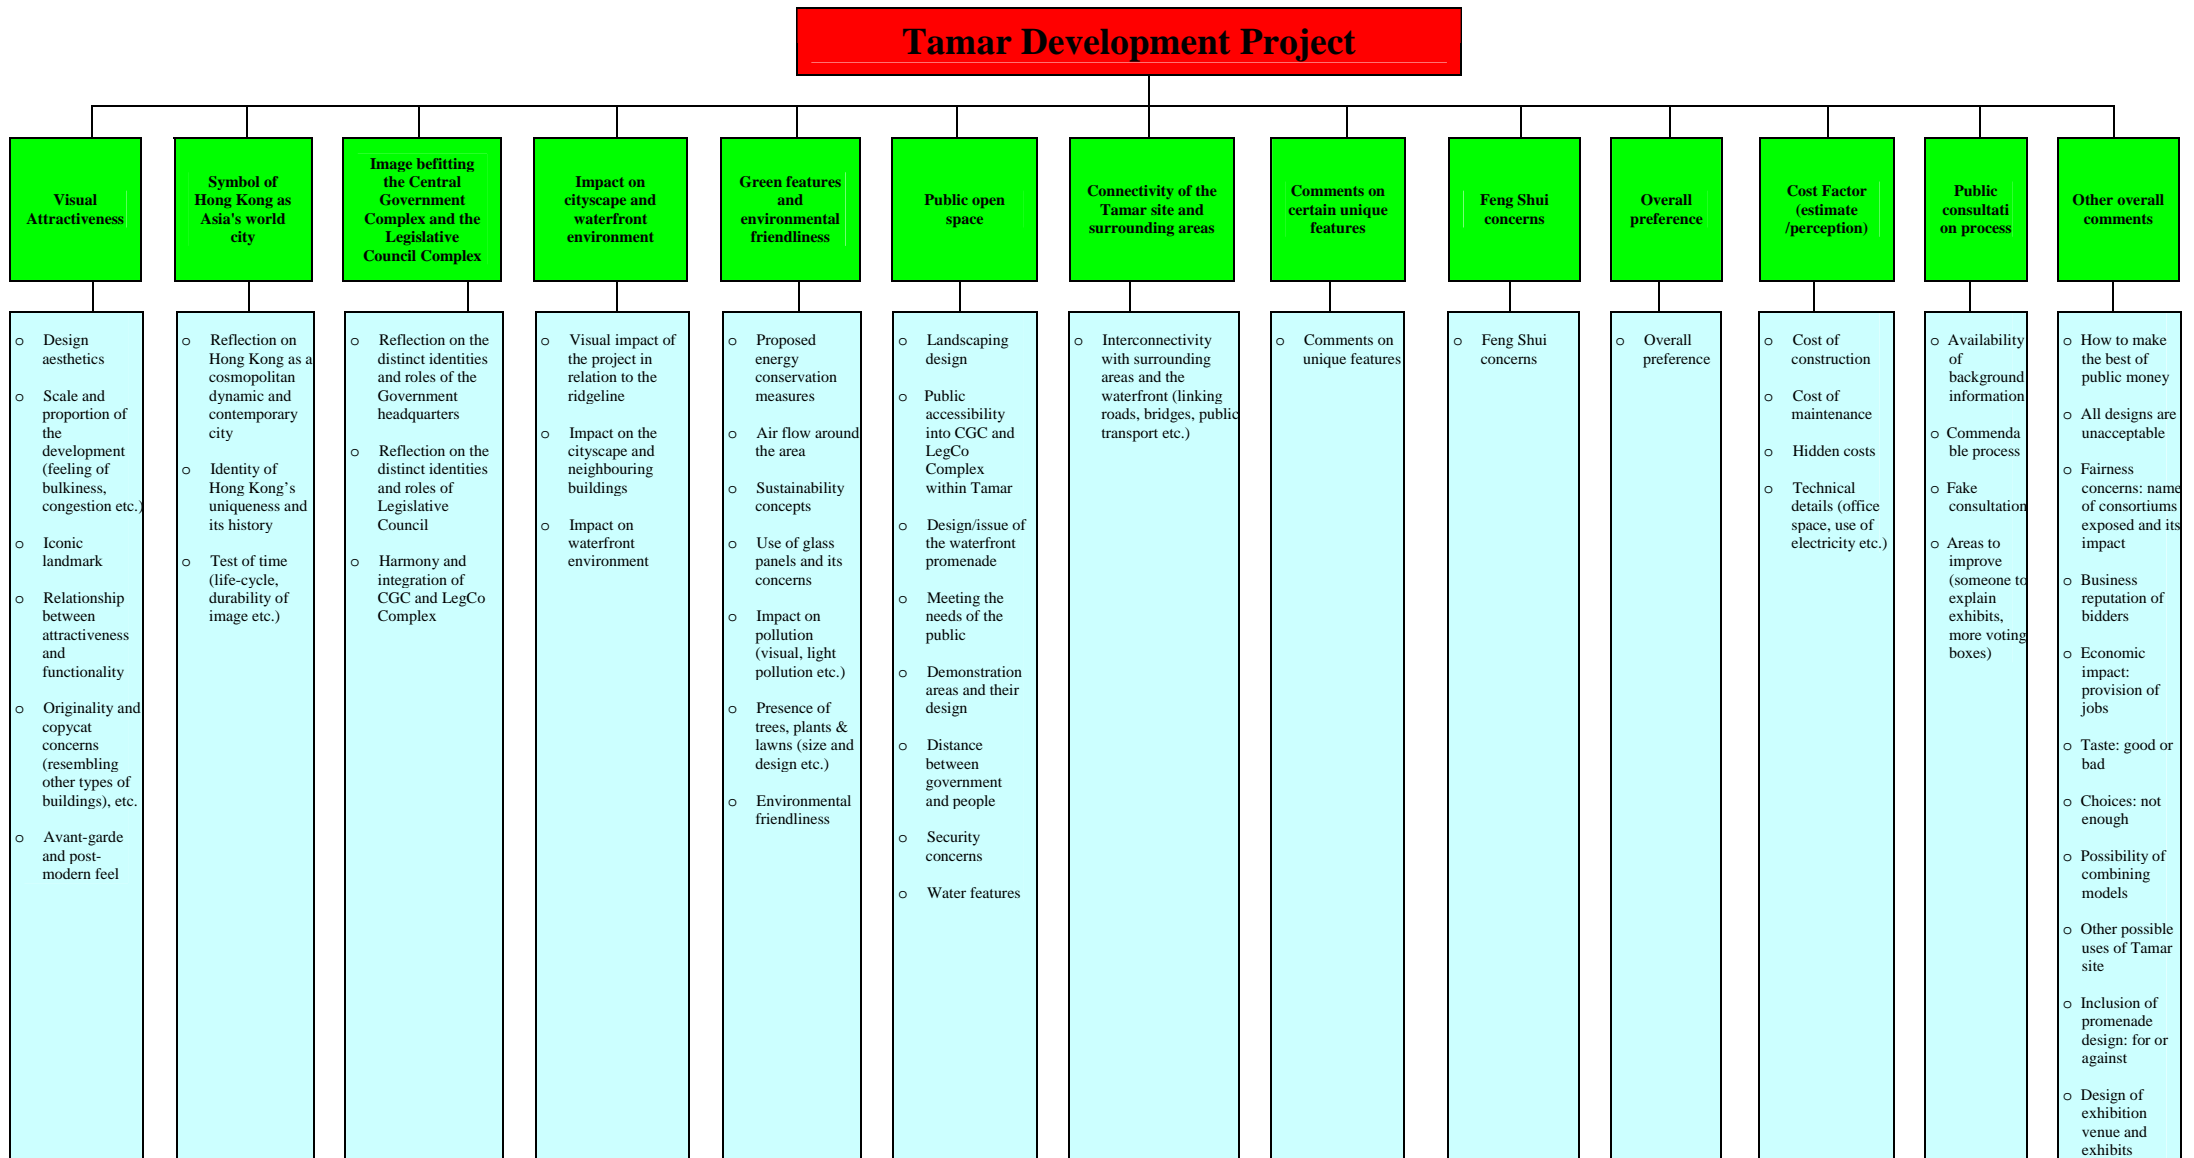 Tamar Development Project
Visual
Attractiveness
Symbol of
Hong Kong as
Asia's world
city
Image befitting
the Central
Government
Complex and the
Legislative
Council Complex
Impact on
cityscape and
waterfront
environment
Green features
and
environmental
friendliness
Public open
space
Connectivity of the
Tamar site and
surrounding areas
Comments on
certain unique
features
Feng Shui
concerns
Overall
preference
Cost Factor
(estimate
/perception)
Public
consultati
on process
Other overall
comments
o Design
aesthetics
o Scale and
proportion of
the
development
(feeling of
bulkiness,
congestion etc.)
o Iconic
landmark
o Relationship
between
attractiveness
and
functionality
o Originality and
copycat
concerns
(resembling
other types of
buildings), etc.
o Avant-garde
and post-
modern feel
o Reflection on
Hong Kong as a
cosmopolitan
dynamic and
contemporary
city
o Identity of
Hong Kong’s
uniqueness and
its history
o Test of time
(life-cycle,
durability of
image etc.)
o Reflection on the
distinct identities
and roles of the
Government
headquarters
o Reflection on the
distinct identities
and roles of
Legislative
Council
o Harmony and
integration of
CGC and LegCo
Complex
o Visual impact of
the project in
relation to the
ridgeline
o Impact on the
cityscape and
neighbouring
buildings
o Impact on
waterfront
environment
o Proposed
energy
conservation
measures
o Air flow around
the area
o Sustainability
concepts
o Use of glass
panels and its
concerns
o Impact on
pollution
(visual, light
pollution etc.)
o Presence of
trees, plants &
lawns (size and
design etc.)
o Environmental
friendliness
o Landscaping
design
o Public
accessibility
into CGC and
LegCo
Complex
within Tamar
o Design/issue of
the waterfront
promenade
o Meeting the
needs of the
public
o Demonstration
areas and their
design
o Distance
between
government
and people
o Security
concerns
o Water features
o Interconnectivity
with surrounding
areas and the
waterfront (linking
roads, bridges, public
transport etc.)
o Comments on
unique features
o Feng Shui
concerns
o Overall
preference
o Cost of
construction
o Cost of
maintenance
o Hidden costs
o Technical
details (office
space, use of
electricity etc.)
o Availability
of
background
information
o Commenda
ble process
o Fake
consultation
o Areas to
improve
(someone to
explain
exhibits,
more voting
boxes)
o How to make
the best of
public money
o All designs are
unacceptable
o Fairness
concerns: name
of consortiums
exposed and its
impact
o Business
reputation of
bidders
o Economic
impact:
provision of
jobs
o Taste: good or
bad
o Choices: not
enough
o Possibility of
combining
models
o Other possible
uses of Tamar
site
o Inclusion of
promenade
design: for or
against
o Design of
exhibition
venue and
exhibits